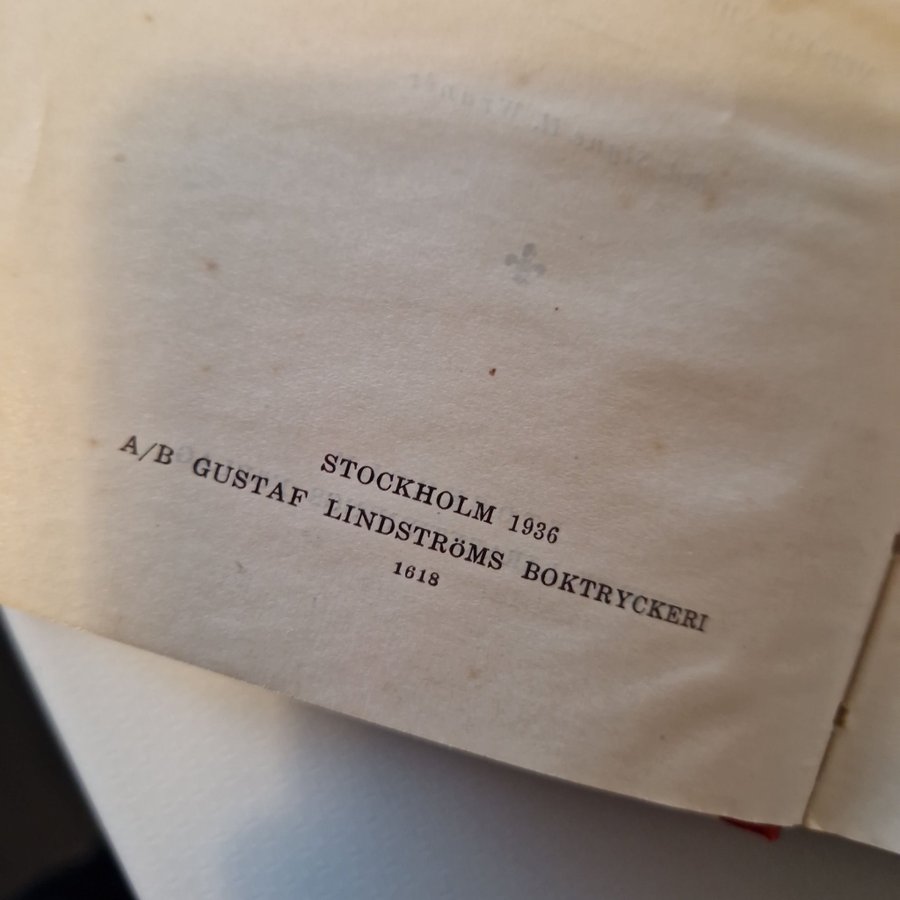 STOCKHOLM 1936
A/B GUSTAF LINDSTRÖMS BOKTRYCKERI
1618